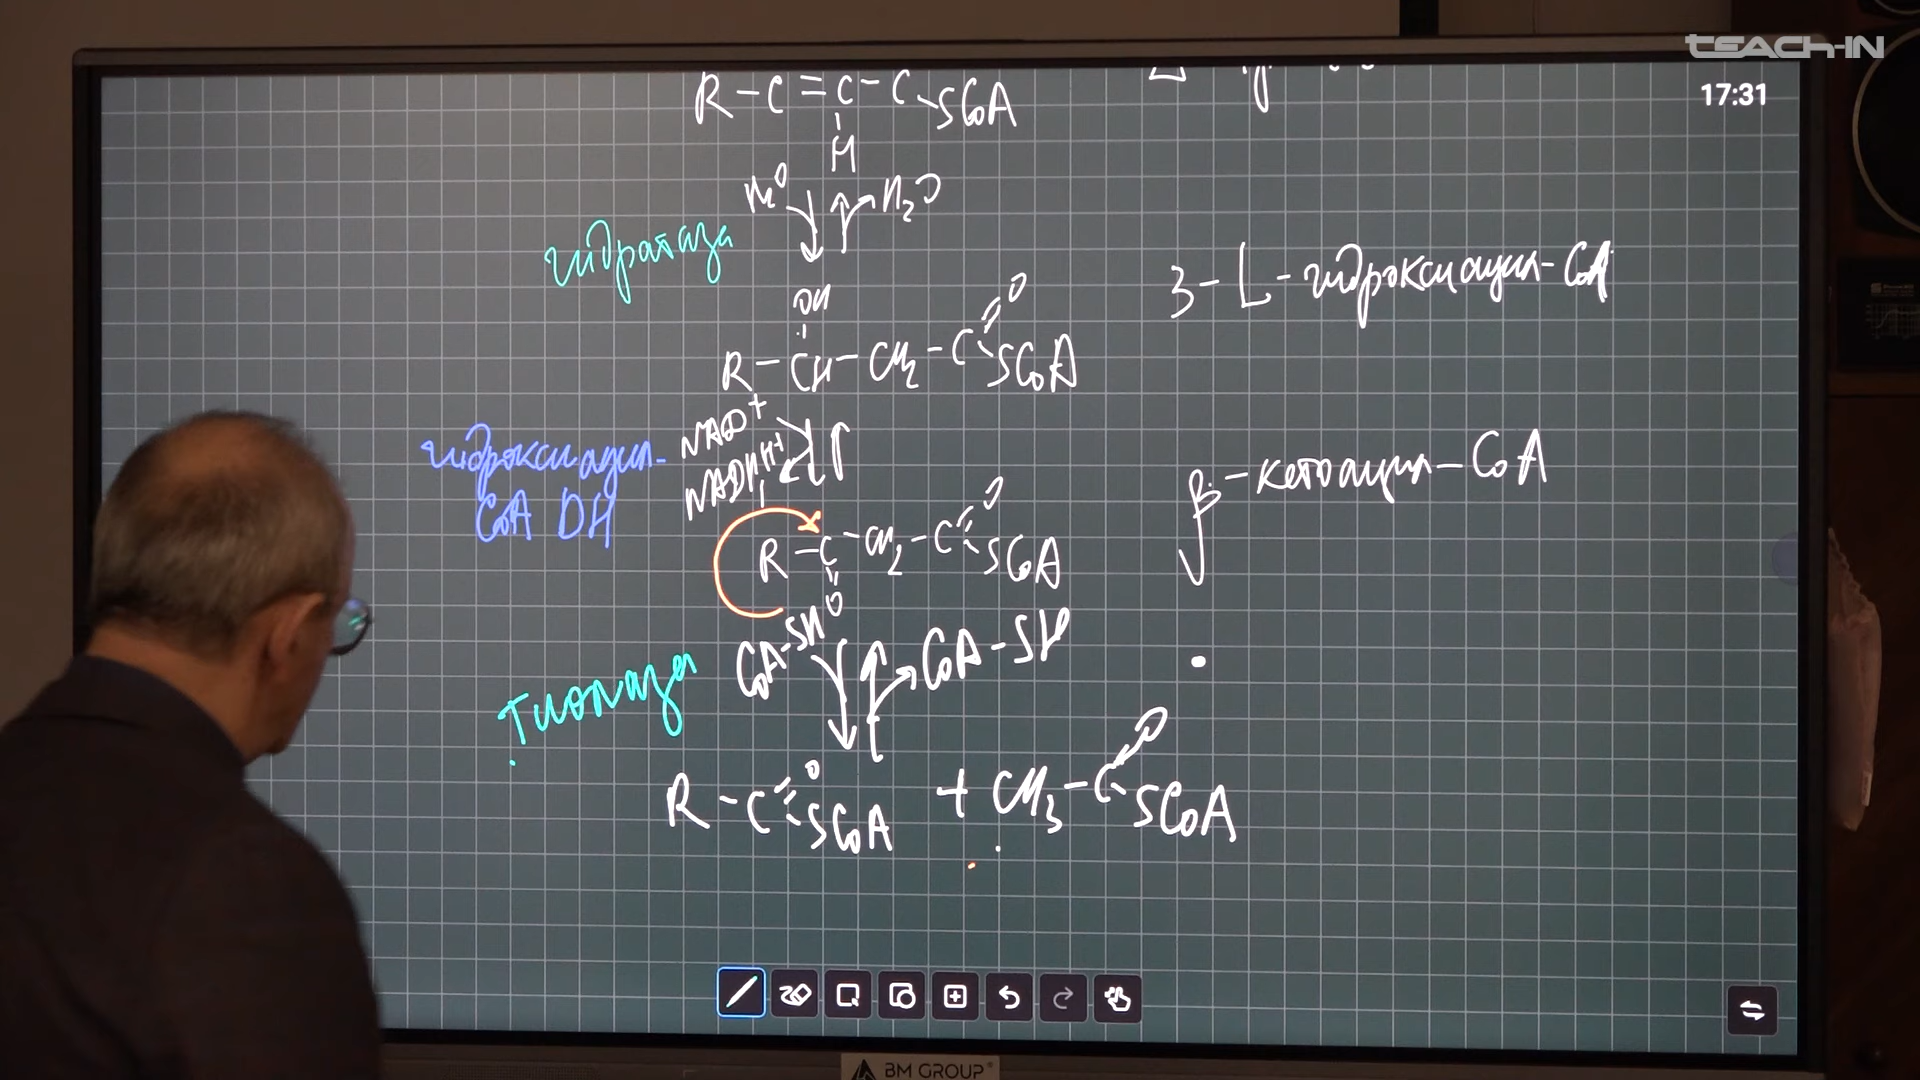 TEACH-IN
17:31
R-C=C-C
SCoA
H
H₂O
H₂O
гидратаза
OH
O
3-L-гидроксиацил-CoA
R-CH-CH₂-C
SCoA
NAD⁺
гидроксиацил-
CoA DH
NADH H⁺
β-кетоацил-CoA
O
R-C-CH₂-C
SCoA
O
CoA-SH
CoA-SH
Тиолаза
O
O
R-C
SCoA
+ CH₃-C
SCoA
BM GROUP